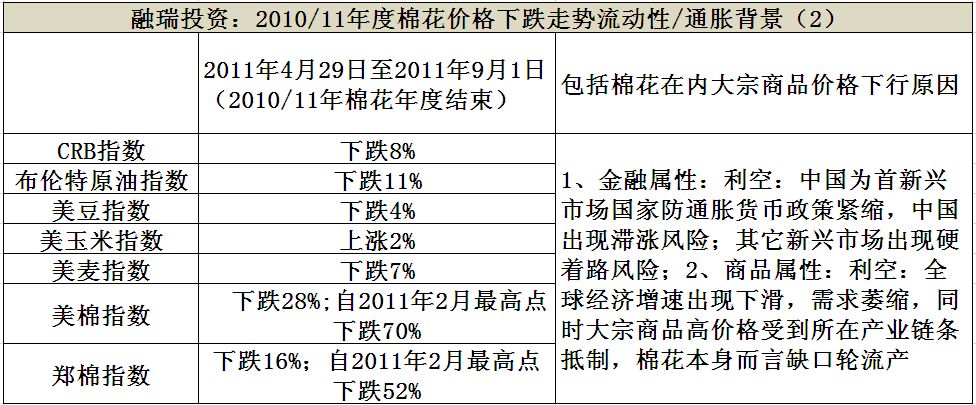 融瑞投资：2010/11年度棉花价格下跌走势流动性/通胀背景（2）
2011年4月29日至2011年9月1日
（2010/11年棉花年度结束）
包括棉花在内大宗商品价格下行原因
CRB指数
下跌8%
布伦特原油指数
下跌11%
美豆指数
下跌4%
美玉米指数
上涨2%
美麦指数
下跌7%
美棉指数
下跌28%;自2011年2月最高点
下跌70%
郑棉指数
下跌16%；自2011年2月最高点
下跌52%
1、金融属性：利空：中国为首新兴
市场国家防通胀货币政策紧缩，中国
出现滞涨风险；其它新兴市场出现硬
着路风险；2、商品属性：利空：全
球经济增速出现下滑，需求萎缩，同
时大宗商品高价格受到所在产业链条
抵制，棉花本身而言缺口轮流产